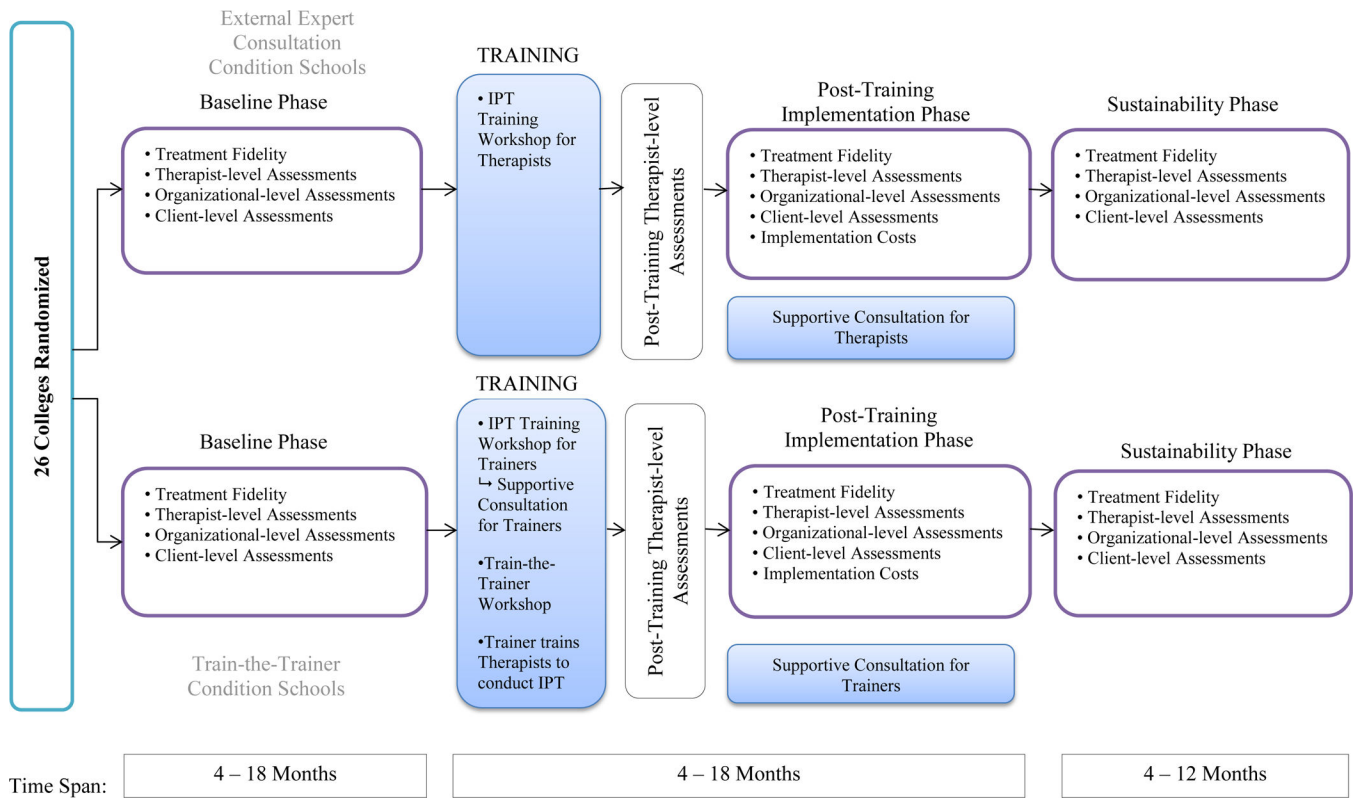 26 Colleges Randomized
External Expert
Consultation
Condition Schools
Baseline Phase
• Treatment Fidelity
• Therapist-level Assessments
• Organizational-level Assessments
• Client-level Assessments
TRAINING
• IPT
Training
Workshop for
Therapists
Post-Training Therapist-level
Assessments
Post-Training
Implementation Phase
• Treatment Fidelity
• Therapist-level Assessments
• Organizational-level Assessments
• Client-level Assessments
• Implementation Costs
Supportive Consultation for
Therapists
Sustainability Phase
• Treatment Fidelity
• Therapist-level Assessments
• Organizational-level Assessments
• Client-level Assessments
Baseline Phase
• Treatment Fidelity
• Therapist-level Assessments
• Organizational-level Assessments
• Client-level Assessments
Train-the-Trainer
Condition Schools
TRAINING
• IPT Training
Workshop for
Trainers
↳ Supportive
Consultation
for Trainers
•Train-the-
Trainer
Workshop
•Trainer trains
Therapists to
conduct IPT
Post-Training Therapist-level
Assessments
Post-Training
Implementation Phase
• Treatment Fidelity
• Therapist-level Assessments
• Organizational-level Assessments
• Client-level Assessments
• Implementation Costs
Supportive Consultation for
Trainers
Sustainability Phase
• Treatment Fidelity
• Therapist-level Assessments
• Organizational-level Assessments
• Client-level Assessments
Time Span:
4 – 18 Months
4 – 18 Months
4 – 12 Months